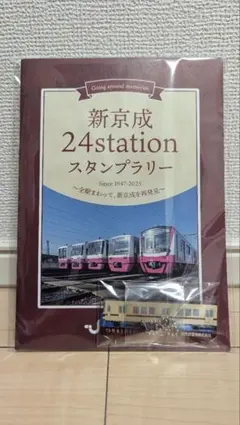 Going around memories
新京成
24station
スタンプラリー
Since 1947-2025
〜全駅まわって、新京成を再発見〜